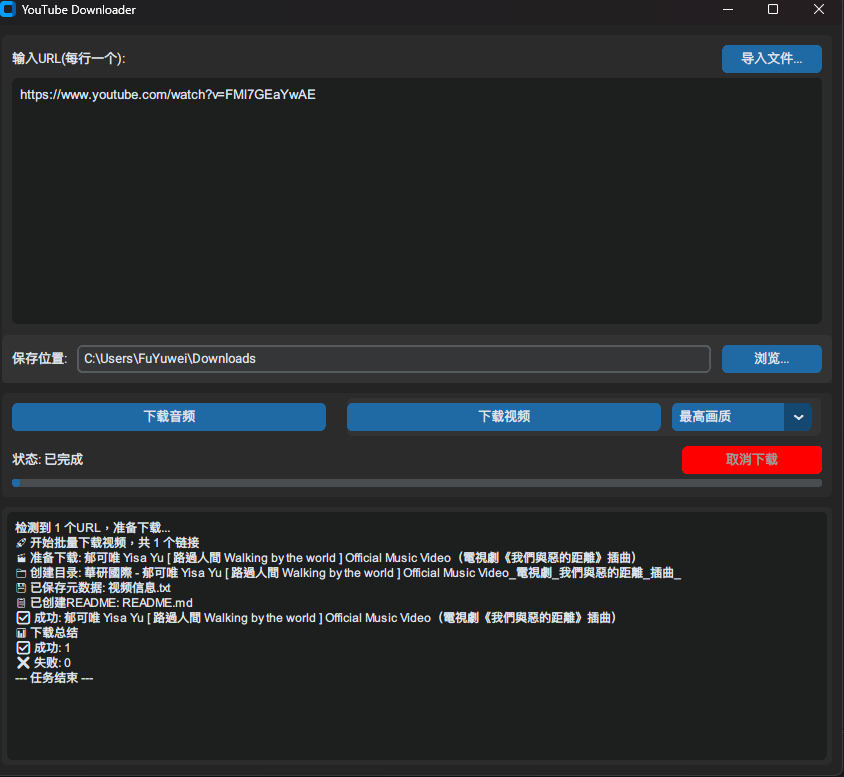 YouTube Downloader
输入URL(每行一个):
导入文件...
https://www.youtube.com/watch?v=FMl7GEaYwAE
保存位置:
C:\Users\FuYuwei\Downloads
浏览...
下载音频
下载视频
最高画质
状态: 已完成
取消下载
检测到 1 个URL，准备下载...
🚀 开始批量下载视频，共 1 个链接
🎬 准备下载: 郁可唯 Yisa Yu [ 路過人間 Walking by the world ] Official Music Video（電視劇《我們與惡的距離》插曲）
📁 创建目录: 華研國際 - 郁可唯 Yisa Yu [ 路過人間 Walking by the world ] Official Music Video_電視劇_我們與惡的距離_插曲_
💾 已保存元数据: 视频信息.txt
📄 已创建README: README.md
✅ 成功: 郁可唯 Yisa Yu [ 路過人間 Walking by the world ] Official Music Video（電視劇《我們與惡的距離》插曲）
📊 下载总结
✅ 成功: 1
❌ 失败: 0
--- 任务结束 ---